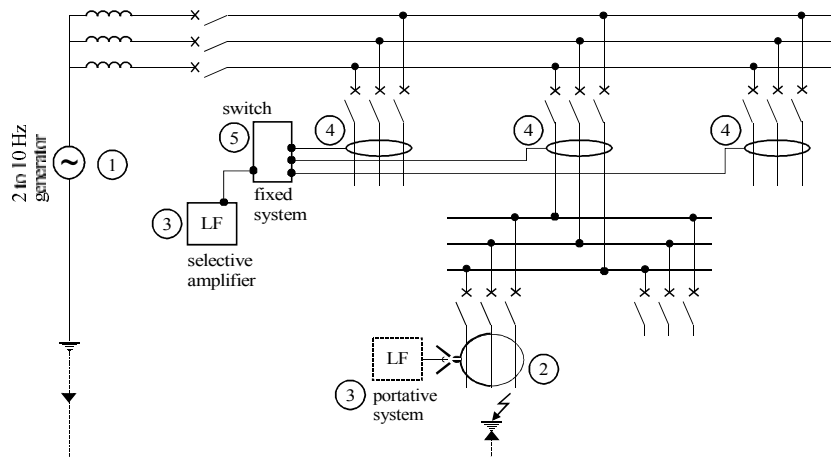 switch
5
4
4
4
2 to 10 Hz
generator
1
fixed
system
3
LF
selective
amplifier
LF
2
3
portative
system